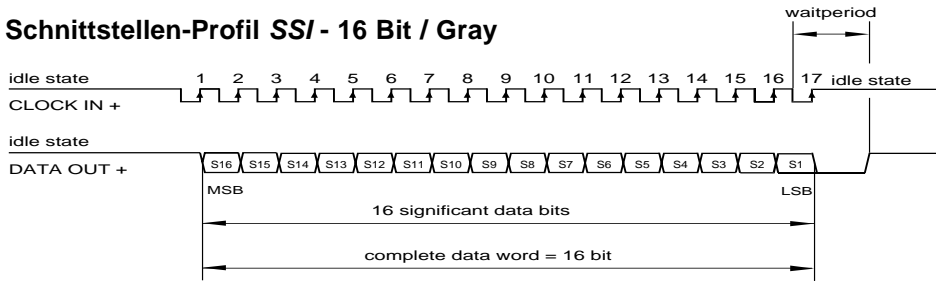 waitperiod
Schnittstellen-Profil SSI - 16 Bit / Gray
idle state 1 2 3 4 5 6 7 8 9 10 11 12 13 14 15 16 17 idle state
CLOCK IN +
idle state
DATA OUT + S16 S15 S14 S13 S12 S11 S10 S9 S8 S7 S6 S5 S4 S3 S2 S1
MSB LSB
16 significant data bits
complete data word = 16 bit